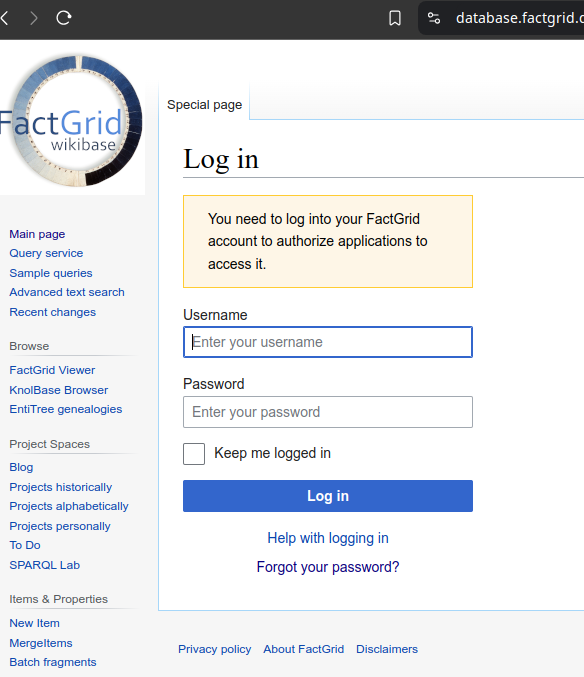 database.factgrid.
FactGrid
wikibase
Special page
Log in
You need to log into your FactGrid
account to authorize applications to
access it.
Username
Enter your username
Password
Enter your password
Keep me logged in
Log in
Help with logging in
Forgot your password?
Main page
Query service
Sample queries
Advanced text search
Recent changes
Browse
FactGrid Viewer
KnolBase Browser
EntiTree genealogies
Project Spaces
Blog
Projects historically
Projects alphabetically
Projects personally
To Do
SPARQL Lab
Items & Properties
New Item
MergeItems
Batch fragments
Privacy policy About FactGrid Disclaimers